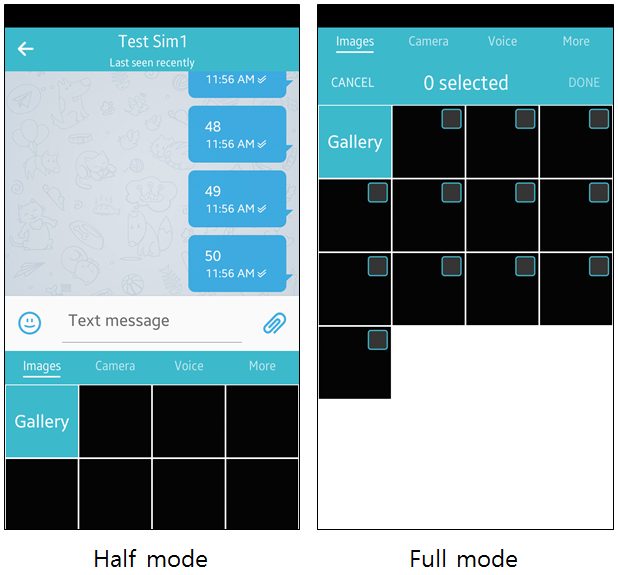 Test Sim1
Last seen recently
11:56 AM
48
11:56 AM
49
11:56 AM
50
11:56 AM
Text message
Images Camera Voice More
Gallery
Half mode
Images Camera Voice More
CANCEL 0 selected DONE
Gallery
Full mode